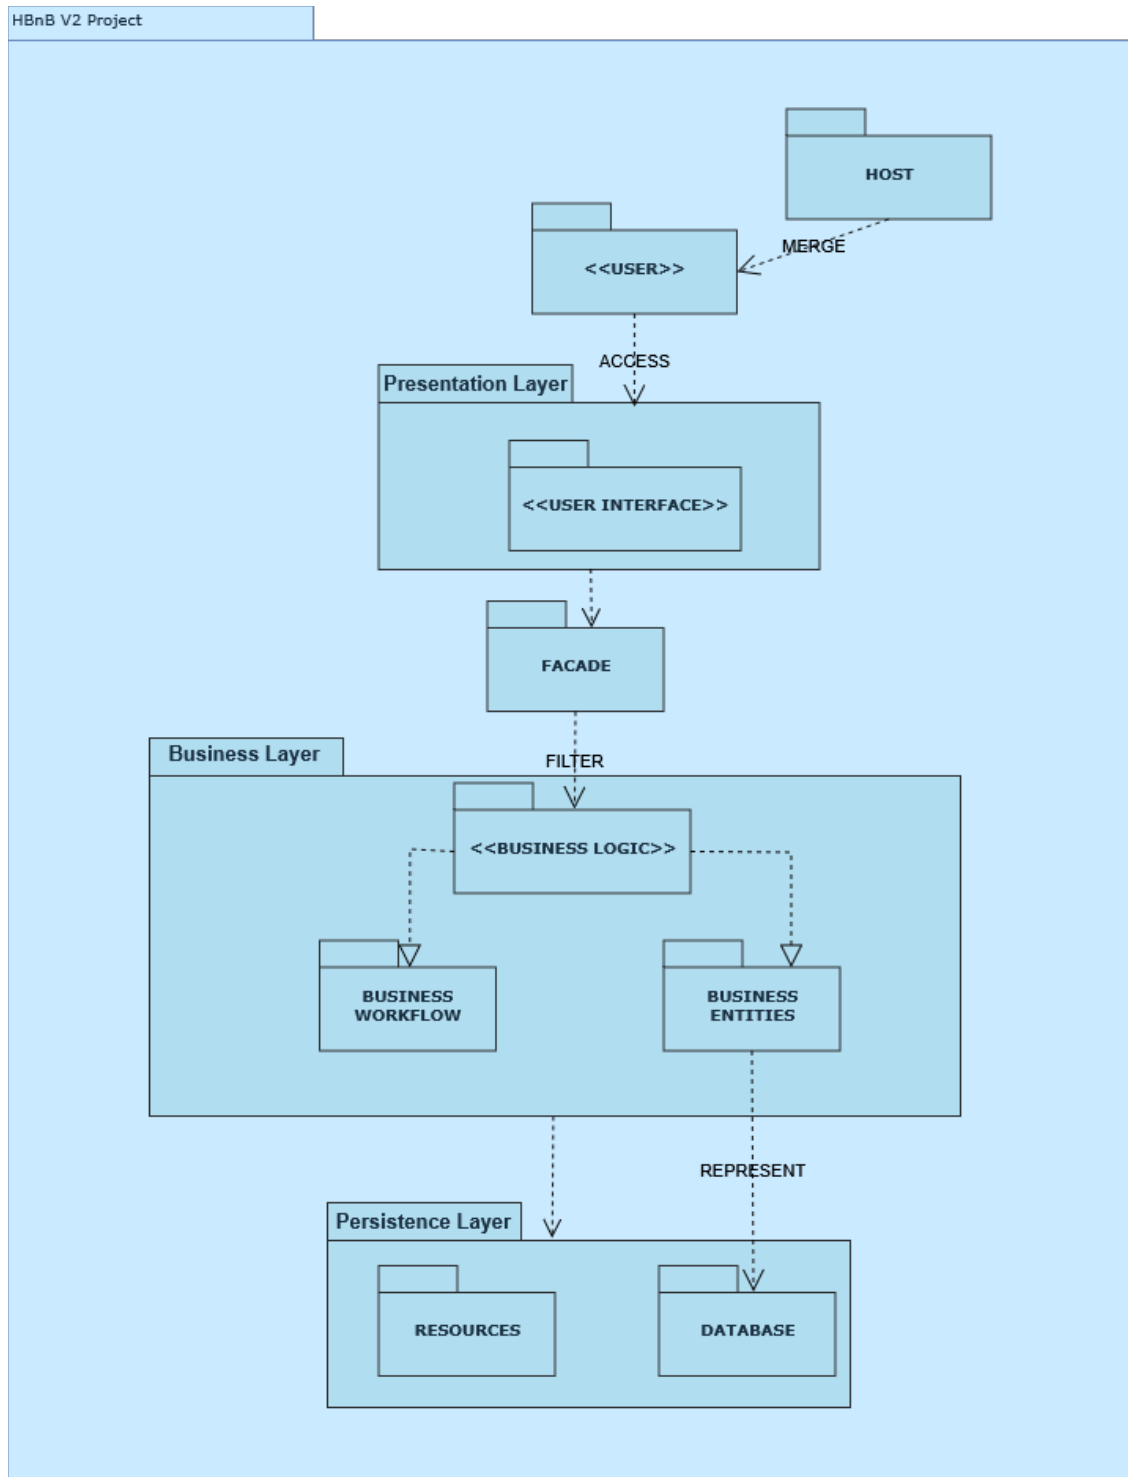 HBnB V2 Project
HOST
MERGE
<<USER>>
ACCESS
Presentation Layer
<<USER INTERFACE>>
FACADE
Business Layer
FILTER
<<BUSINESS LOGIC>>
BUSINESS
WORKFLOW
BUSINESS
ENTITIES
REPRESENT
Persistence Layer
RESOURCES
DATABASE